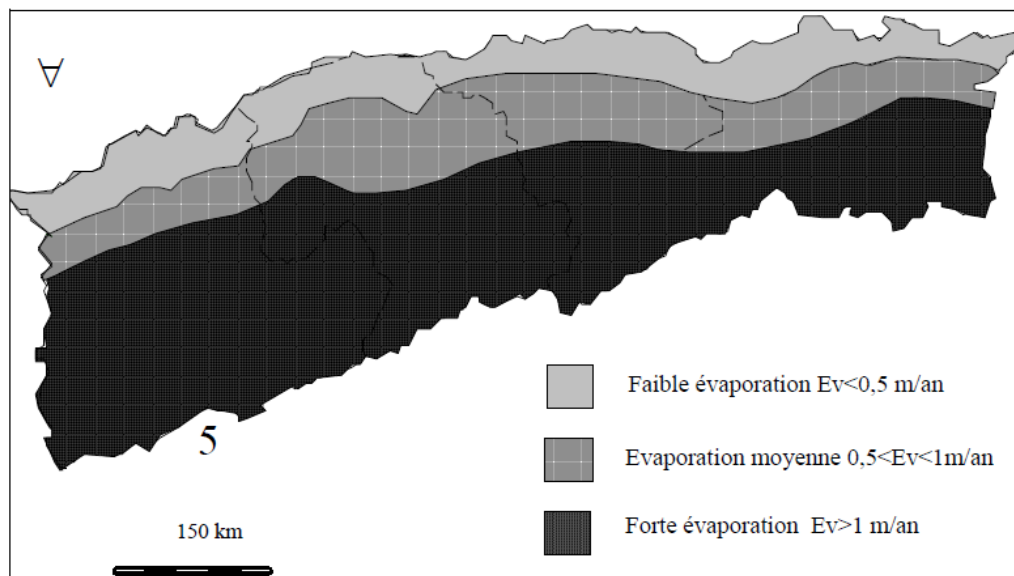 ∀
Faible évaporation Ev<0,5 m/an
5
Evaporation moyenne 0,5<Ev<1m/an
150 km
Forte évaporation Ev>1 m/an